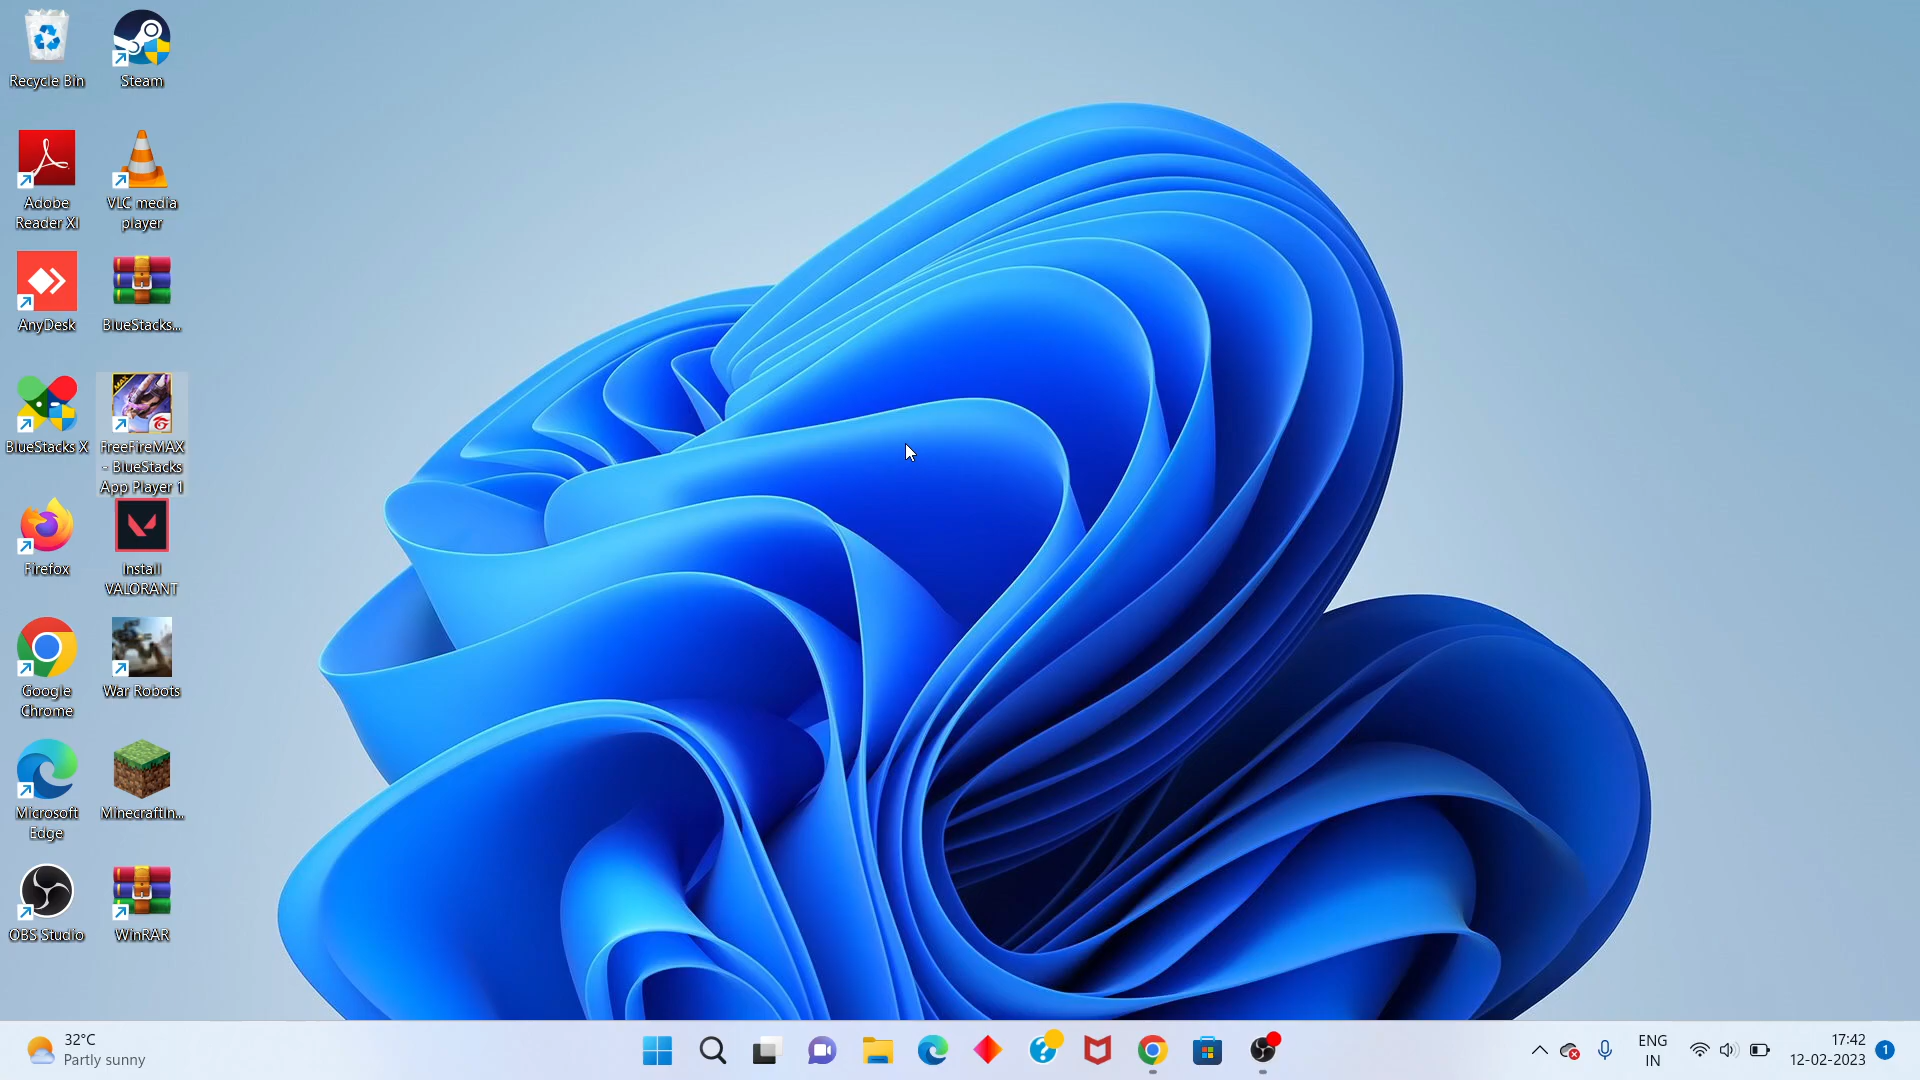 Recycle Bin
Steam
Adobe
Reader XI
VLC media
player
AnyDesk
BlueStacks...
BlueStacks X
MAX
FreeFireMAX
- BlueStacks
App Player 1
Firefox
Install
VALORANT
Google
Chrome
War Robots
Microsoft
Edge
MinecraftIn...
OBS Studio
WinRAR
32°C
Partly sunny
ENG
IN
17:42
12-02-2023
1